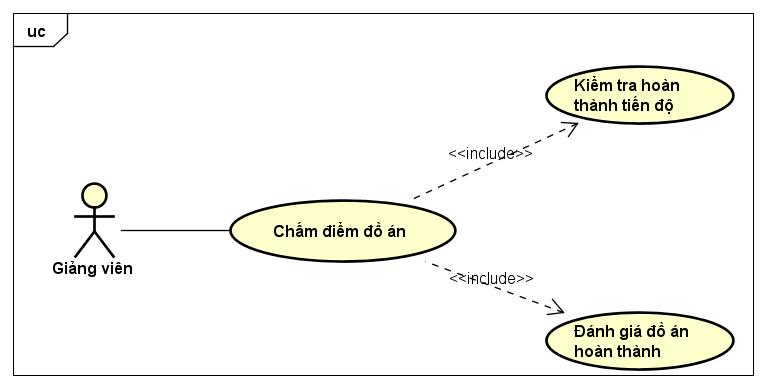 uc
Kiểm tra hoàn
thành tiến độ
<<include>>
Chấm điểm đồ án
Giảng viên
<<include>>
Đánh giá đồ án
hoàn thành